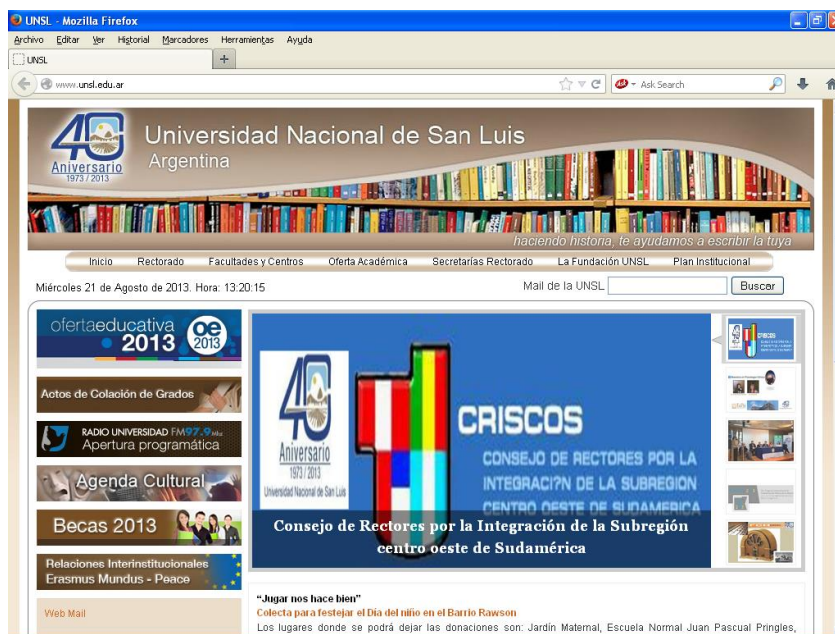 UNSL - Mozilla Firefox
Archivo Editar Ver Historial Marcadores Herramientas Ayuda
UNSL
www.unsl.edu.ar
Ask Search
40
Aniversario
1973 / 2013
Universidad Nacional de San Luis
Argentina
haciendo historia, te ayudamos a escribir la tuya
Inicio Rectorado Facultades y Centros Oferta Académica Secretarías Rectorado La Fundación UNSL Plan Institucional
Miércoles 21 de Agosto de 2013. Hora: 13:20:15
Mail de la UNSL Buscar
ofertaeducativa
2013
oe
2013
Actos de Colación de Grados
RADIO UNIVERSIDAD FM97.9Mhz
Apertura programática
Agenda Cultural
Becas 2013
Relaciones Interinstitucionales
Erasmus Mundus - Peace
Web Mail
40
Aniversario
1973 / 2013
Universidad Nacional de San Luis
CRISCOS
CONSEJO DE RECTORES POR LA
INTEGRACI?N DE LA SUBREGION
CENTRO OESTE DE SUDAMERICA
Consejo de Rectores por la Integración de la Subregión
centro oeste de Sudamérica
CRISCOS
“Jugar nos hace bien”
Colecta para festejar el Día del niño en el Barrio Rawson
Los lugares donde se podrá dejar las donaciones son: Jardín Maternal, Escuela Normal Juan Pascual Pringles,